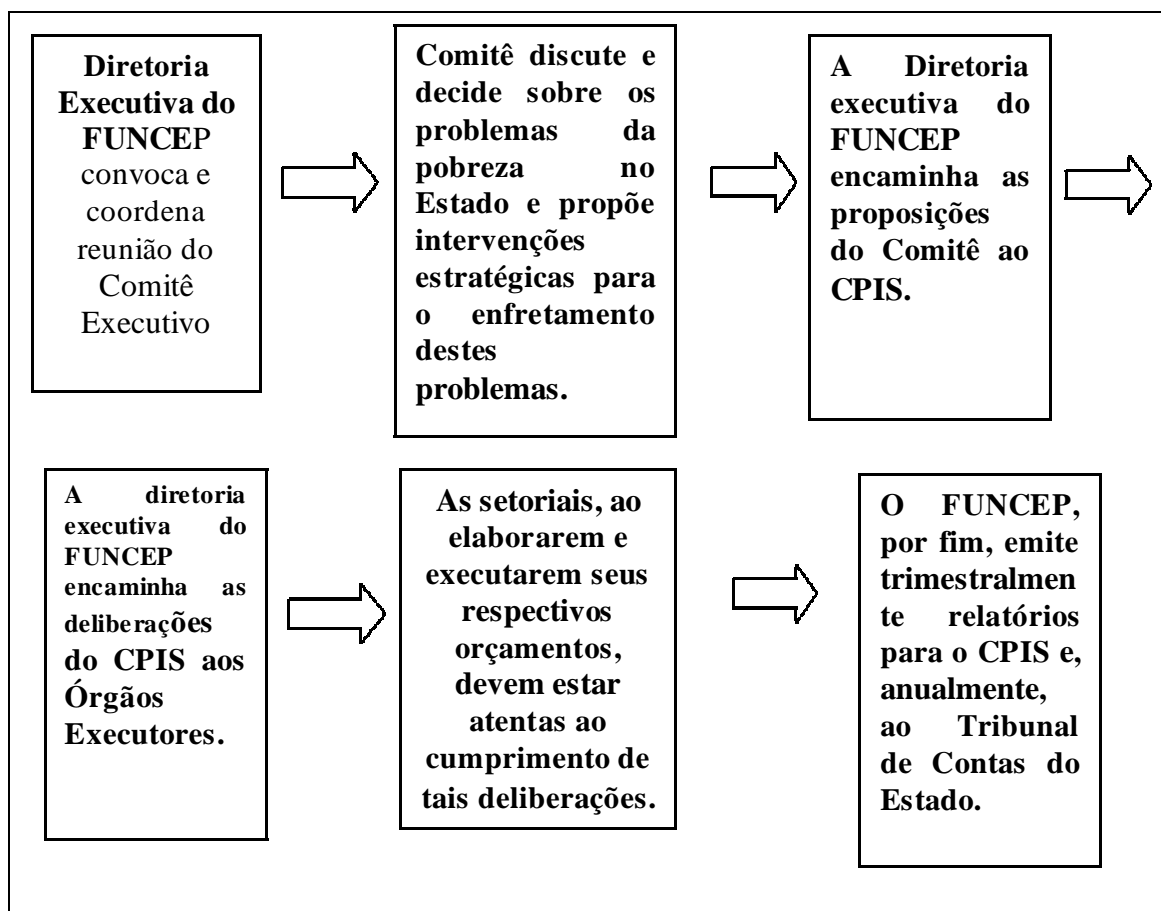 Diretoria
Executiva do
FUNCEP
convoca e
coordena
reunião do
Comitê
Executivo
Comitê discute e
decide sobre os
problemas da
pobreza no
Estado e propõe
intervenções
estratégicas para
o enfretamento
destes
problemas.
A Diretoria
executiva do
FUNCEP
encaminha as
proposições
do Comitê ao
CPIS.
A diretoria
executiva do
FUNCEP
encaminha as
deliberações
do CPIS aos
Órgãos
Executores.
As setoriais, ao
elaborarem e
executarem seus
respectivos
orçamentos,
devem estar
atentas ao
cumprimento de
tais deliberações.
O FUNCEP,
por fim, emite
trimestralmen
te relatórios
para o CPIS e,
anualmente,
ao Tribunal
de Contas do
Estado.